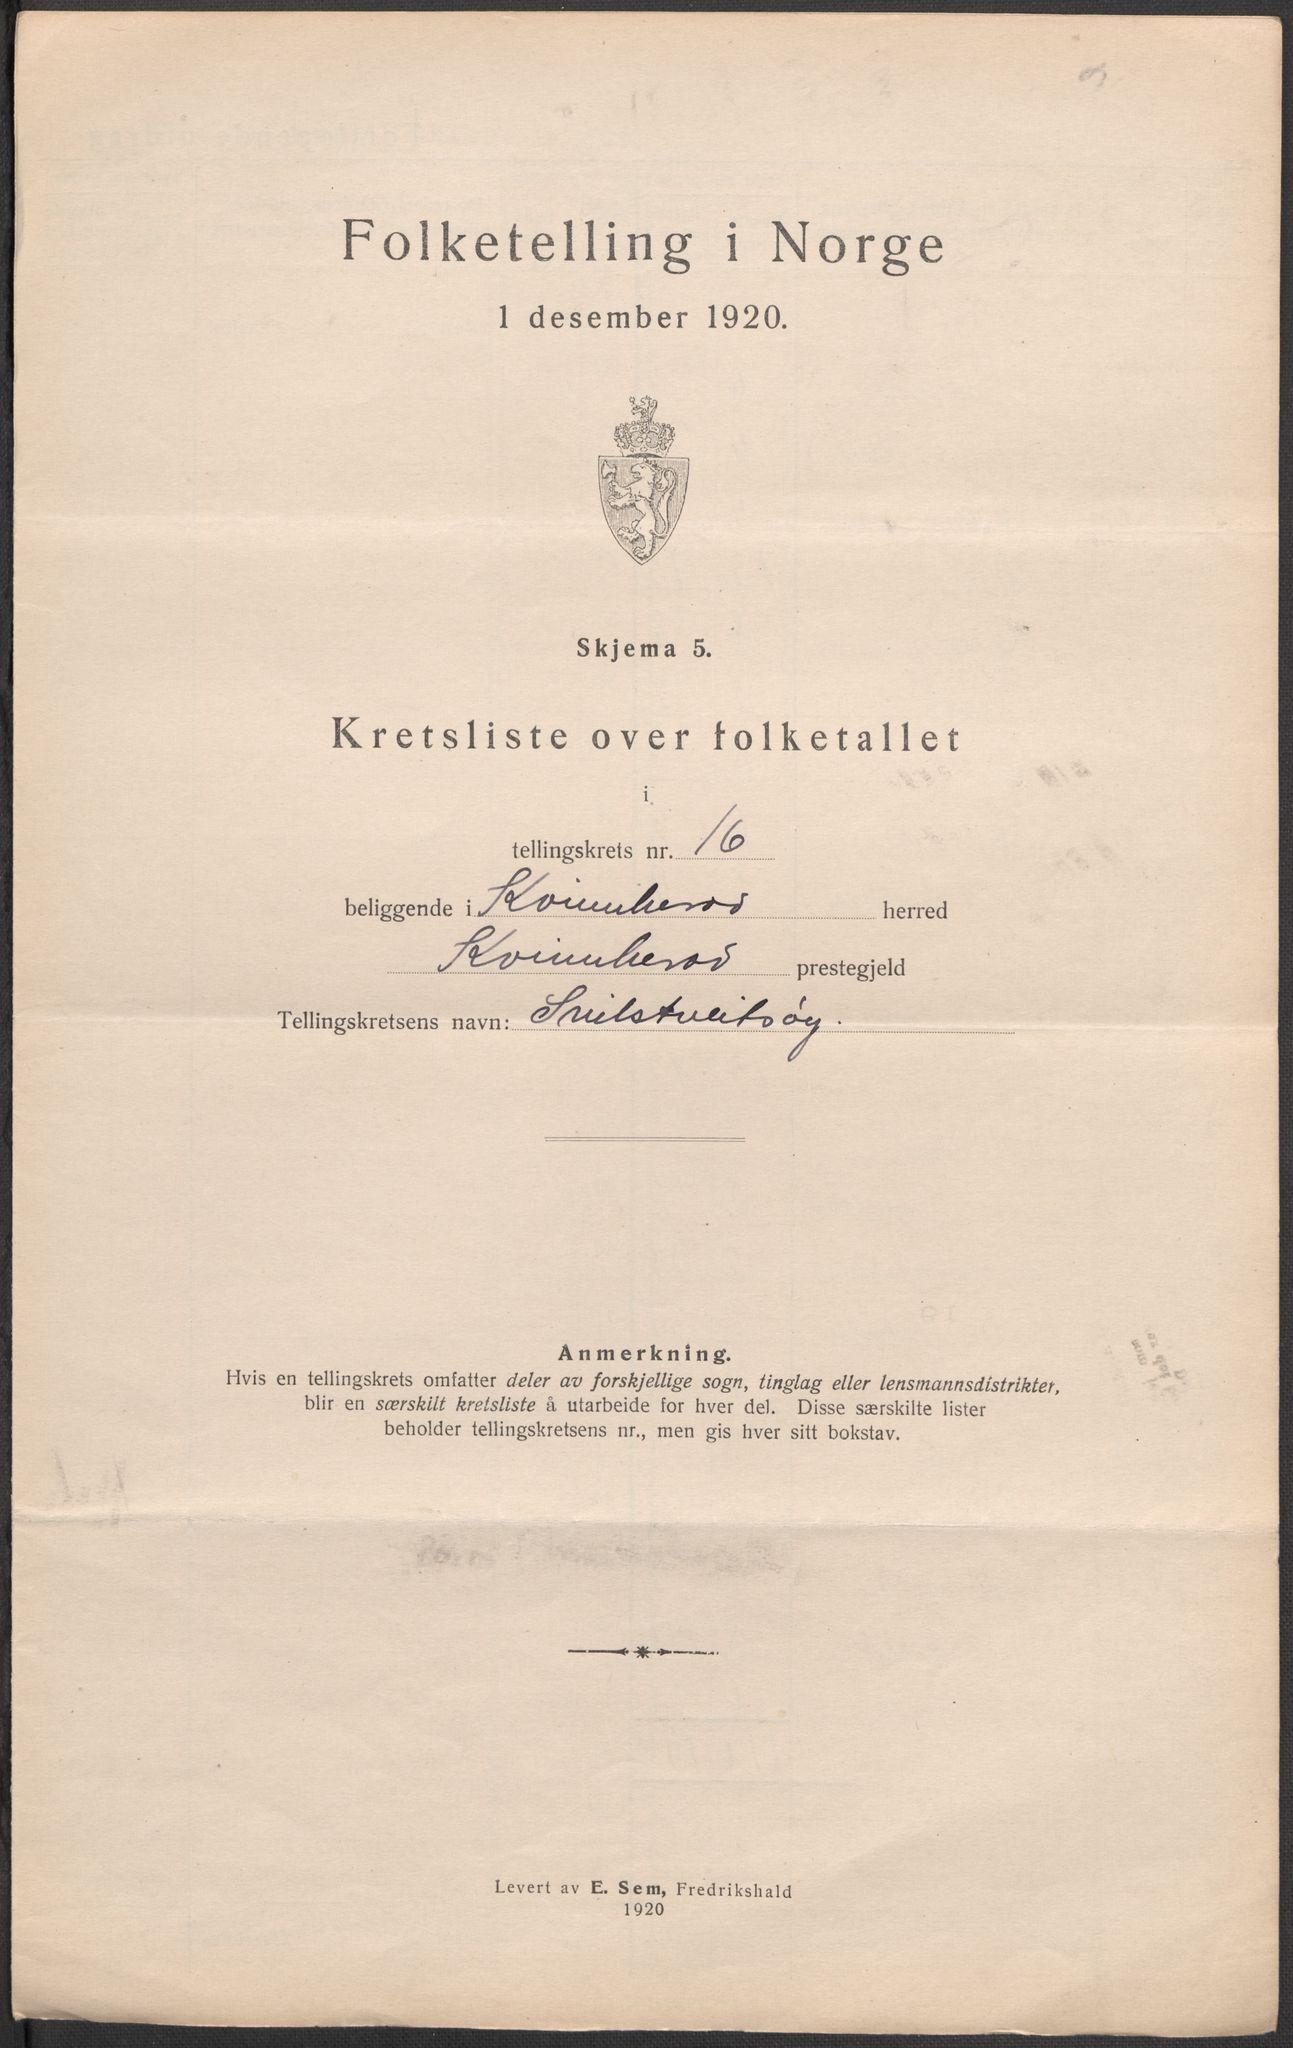 Folketelling i Norge
1 desember 1920.
Skjema 5.
Kretsliste over folketallet
i
tellingskrets nr. 16
beliggende i Kvinnherad herred
Kvinnherad prestegjeld
Tellingskretsens navn: Snilstveitsøy.
Anmerkning.
Hvis en tellingskrets omfatter deler av forskjellige sogn, tinglag eller lensmannsdistrikter,
blir en særskilt kretsliste å utarbeide for hver del. Disse særskilte lister
beholder tellingskretsens nr., men gis hver sitt bokstav.
Levert av E. Sem, Fredrikshald
1920